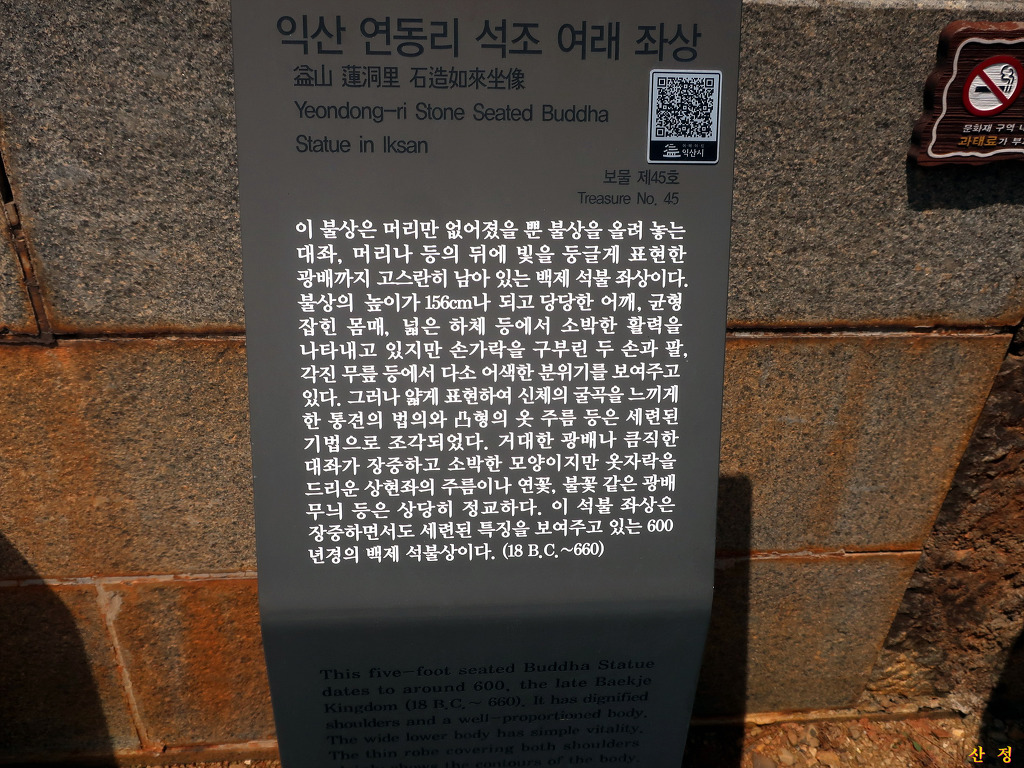 익산 연동리 석조 여래 좌상
益山 蓮洞里 石造如來坐像
Yeondong-ri Stone Seated Buddha
Statue in Iksan
익산시
보물 제45호
Treasure No. 45
이 불상은 머리만 없어졌을 뿐 불상을 올려 놓는
대좌, 머리나 등의 뒤에 빛을 둥글게 표현한
광배까지 고스란히 남아 있는 백제 석불 좌상이다.
불상의 높이가 156cm나 되고 당당한 어깨, 균형
잡힌 몸매, 넓은 하체 등에서 소박한 활력을
나타내고 있지만 손가락을 구부린 두 손과 팔,
각진 무릎 등에서 다소 어색한 분위기를 보여주고
있다. 그러나 얇게 표현하여 신체의 굴곡을 느끼게
한 통견의 법의와 凸형의 옷 주름 등은 세련된
기법으로 조각되었다. 거대한 광배나 큼직한
대좌가 장중하고 소박한 모양이지만 옷자락을
드리운 상현좌의 주름이나 연꽃, 불꽃 같은 광배
무늬 등은 상당히 정교하다. 이 석불 좌상은
장중하면서도 세련된 특징을 보여주고 있는 600
년경의 백제 석불상이다. (18 B.C.~660)
This five-foot seated Buddha Statue
dates to around 600, the late Baekje
Kingdom (18 B.C.~ 660). It has dignified
shoulders and a well-proportioned body.
The wide lower body has simple vitality.
The thin robe covering both shoulders
shows the contours of the body.
문화재 구역 내
과태료가 부
산 정